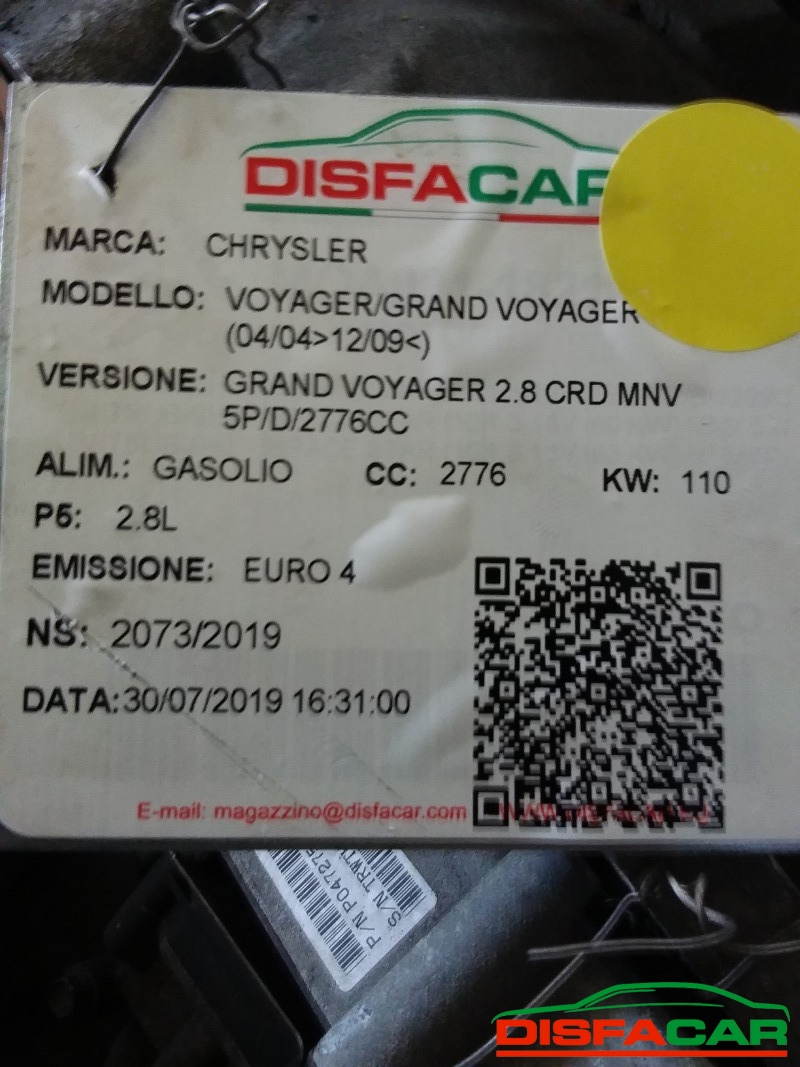 DISFACAR
MARCA: CHRYSLER
MODELLO: VOYAGER/GRAND VOYAGER
(04/04>12/09<)
VERSIONE: GRAND VOYAGER 2.8 CRD MNV
5P/D/2776CC
ALIM.: GASOLIO CC: 2776 KW: 110
P5: 2.8L
EMISSIONE: EURO 4
NS: 2073/2019
DATA:30/07/2019 16:31:00
E-mail: magazzino@disfacar.com
P/N
S/N
DISFACAR